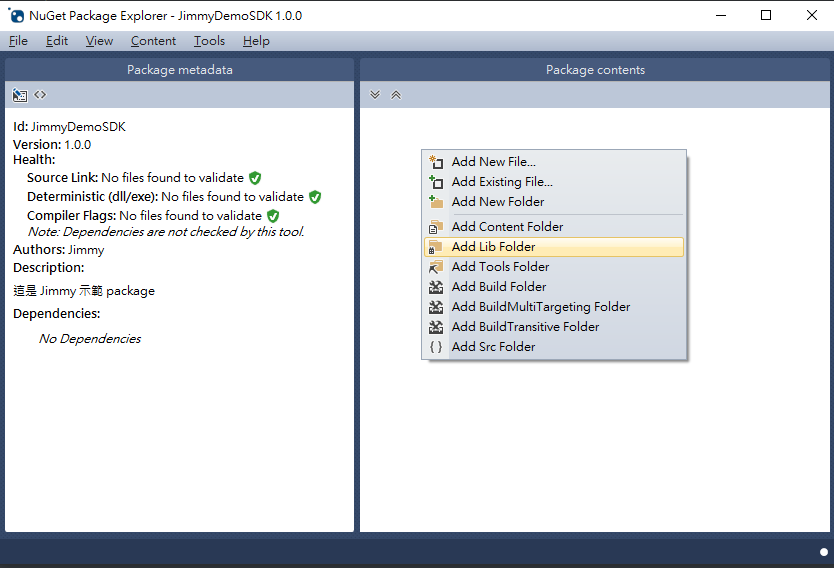 NuGet Package Explorer - JimmyDemoSDK 1.0.0
File Edit View Content Tools Help
Package metadata
Id: JimmyDemoSDK
Version: 1.0.0
Health:
Source Link: No files found to validate
Deterministic (dll/exe): No files found to validate
Compiler Flags: No files found to validate
Note: Dependencies are not checked by this tool.
Authors: Jimmy
Description:
這是 Jimmy 示範 package
Dependencies:
No Dependencies
Package contents
Add New File...
Add Existing File...
Add New Folder
Add Content Folder
Add Lib Folder
Add Tools Folder
Add Build Folder
Add BuildMultiTargeting Folder
Add BuildTransitive Folder
Add Src Folder